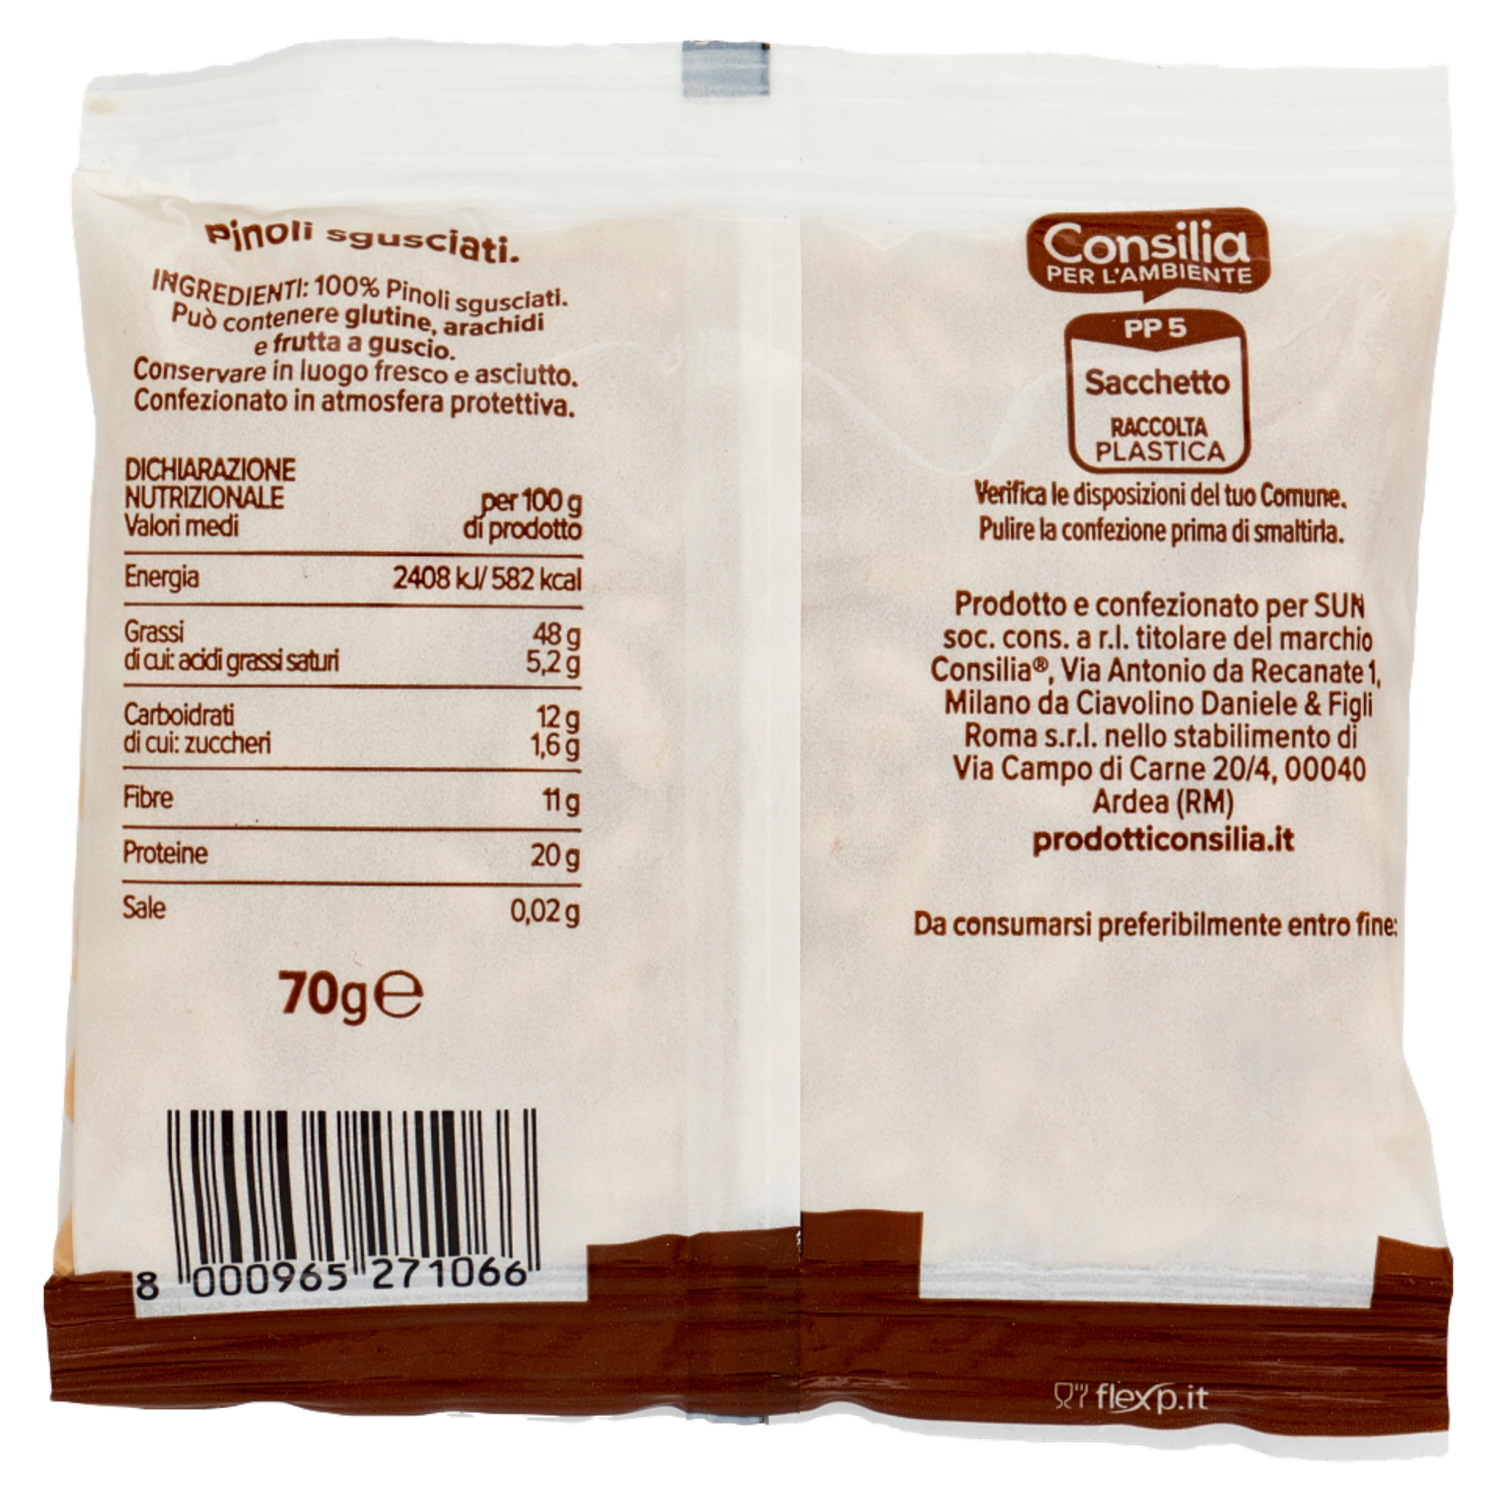 Pinoli sgusciati.
INGREDIENTI: 100% Pinoli sgusciati.
Può contenere glutine, arachidi
e frutta a guscio.
Conservare in luogo fresco e asciutto.
Confezionato in atmosfera protettiva.
DICHIARAZIONE
NUTRIZIONALE
Valori medi
per 100 g
di prodotto
Energia 2408 kJ/ 582 kcal
Grassi 48 g
di cui: acidi grassi saturi 5,2 g
Carboidrati 12 g
di cui: zuccheri 1,6 g
Fibre 11 g
Proteine 20 g
Sale 0,02 g
70g℮
8 000965 271066
Consilia
PER L'AMBIENTE
PP 5
Sacchetto
RACCOLTA
PLASTICA
Verifica le disposizioni del tuo Comune.
Pulire la confezione prima di smaltirla.
Prodotto e confezionato per SUN
soc. cons. a r.l. titolare del marchio
Consilia®, Via Antonio da Recanate 1,
Milano da Ciavolino Daniele & Figli
Roma s.r.l. nello stabilimento di
Via Campo di Carne 20/4, 00040
Ardea (RM)
prodotticonsilia.it
Da consumarsi preferibilmente entro fine:
flexp.it